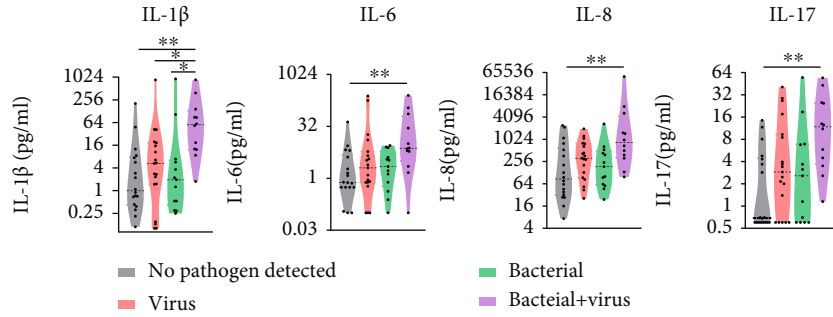 IL-1β
IL-6
IL-8
IL-17
**
*
*
**
**
**
IL-1β (pg/ml)
1024
256
64
16
4
1
0.25
IL-6(pg/ml)
1024
32
1
0.03
IL-8(pg/ml)
65536
16384
4096
1024
256
64
16
4
IL-17(pg/ml)
64
32
16
8
4
2
1
0.5
No pathogen detected
Virus
Bacterial
Bacteial+virus